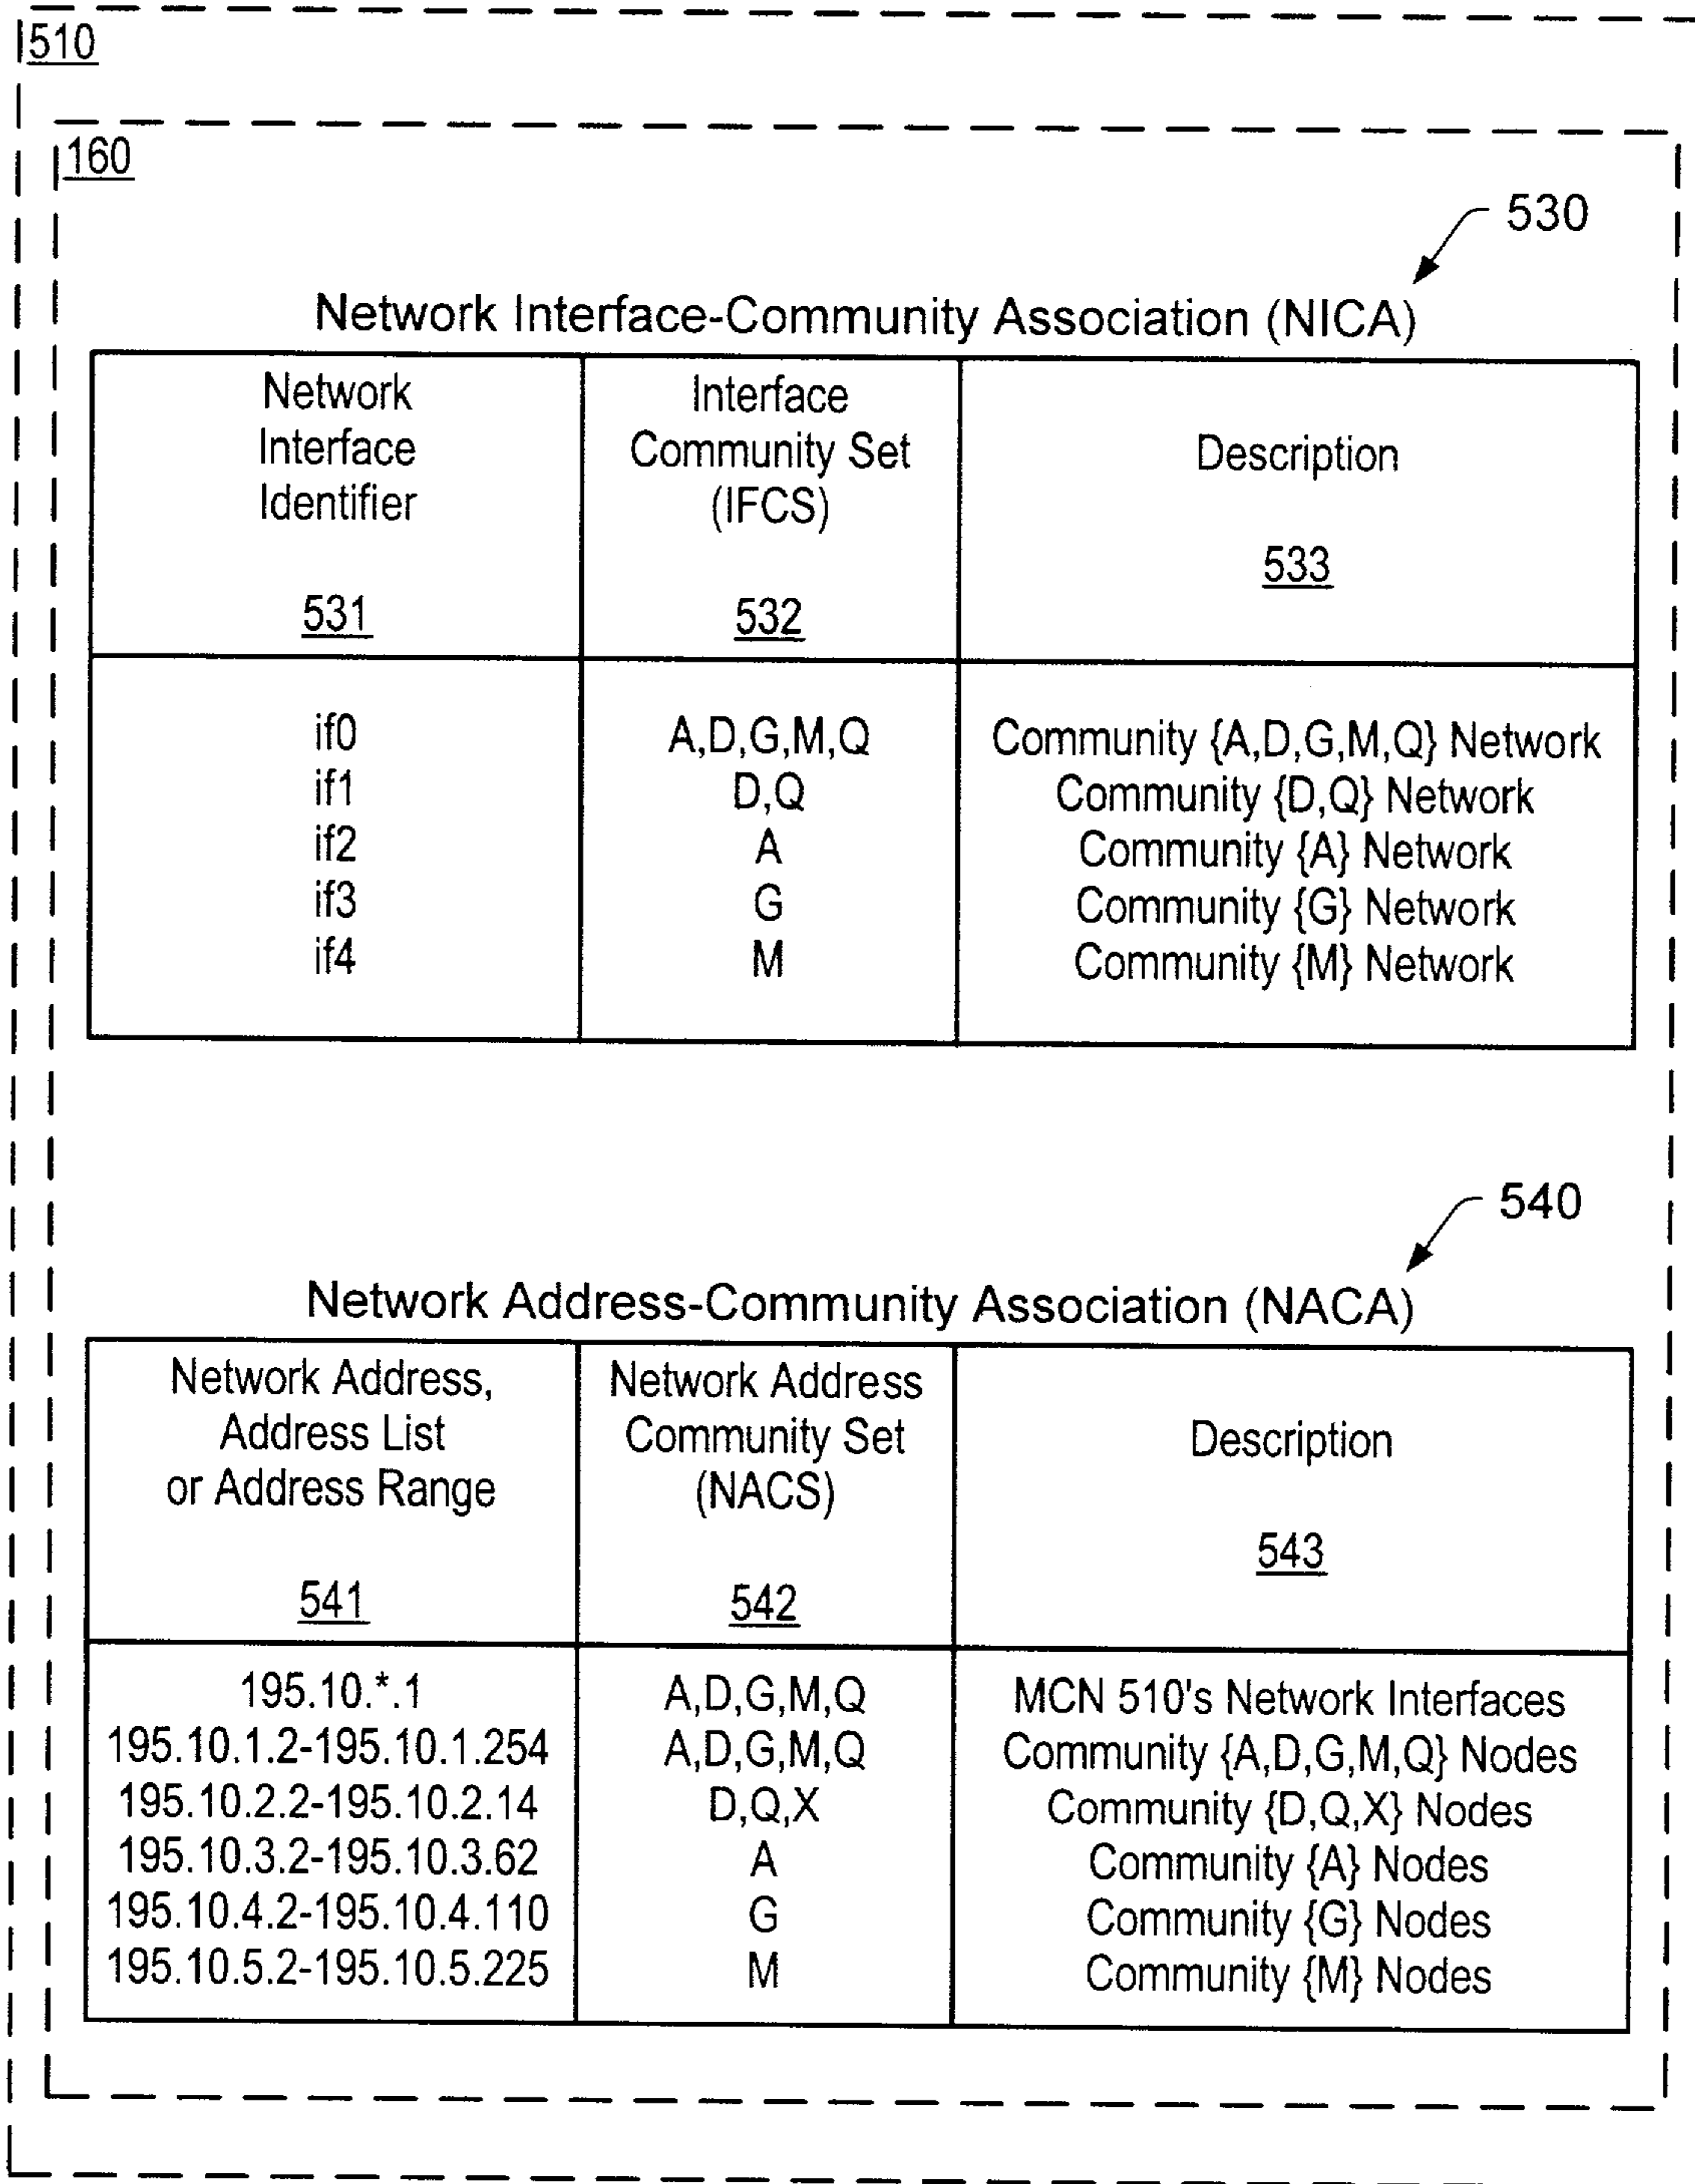 510
160
530
Network Interface-Community Association (NICA)
Network
Interface
Identifier
531
Interface
Community Set
(IFCS)
532
Description
533
if0 A,D,G,M,Q Community {A,D,G,M,Q} Network
if1 D,Q Community {D,Q} Network
if2 A Community {A} Network
if3 G Community {G} Network
if4 M Community {M} Network
540
Network Address-Community Association (NACA)
Network Address,
Address List
or Address Range
541
Network Address
Community Set
(NACS)
542
Description
543
195.10.*.1 A,D,G,M,Q MCN 510's Network Interfaces
195.10.1.2-195.10.1.254 A,D,G,M,Q Community {A,D,G,M,Q} Nodes
195.10.2.2-195.10.2.14 D,Q,X Community {D,Q,X} Nodes
195.10.3.2-195.10.3.62 A Community {A} Nodes
195.10.4.2-195.10.4.110 G Community {G} Nodes
195.10.5.2-195.10.5.225 M Community {M} Nodes